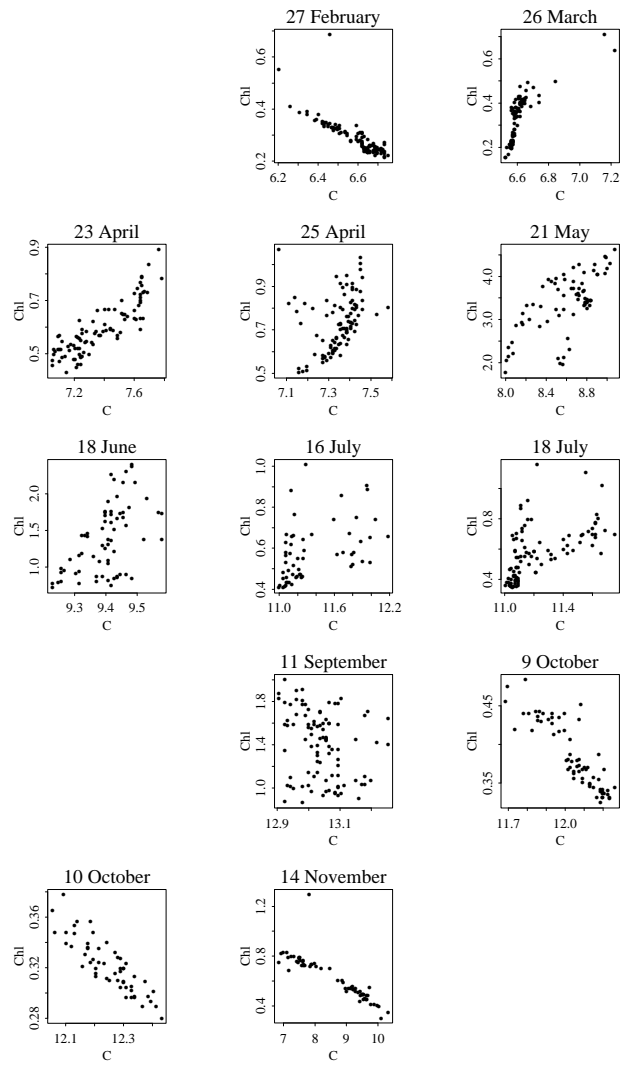 27 February
Chl
0.2 0.4 0.6
6.2 6.4 6.6
C
26 March
Chl
0.2 0.4 0.6
6.6 6.8 7.0 7.2
C
23 April
Chl
0.5 0.7 0.9
7.2 7.6
C
25 April
Chl
0.5 0.7 0.9
7.1 7.3 7.5
C
21 May
Chl
2.0 3.0 4.0
8.0 8.4 8.8
C
18 June
Chl
1.0 1.5 2.0
9.3 9.4 9.5
C
16 July
Chl
0.4 0.6 0.8 1.0
11.0 11.4 11.8 12.2
C
18 July
Chl
0.4 0.8
11.0 11.4
C
11 September
Chl
1.0 1.4 1.8
12.9 13.1
C
9 October
Chl
0.35 0.45
11.7 12.0
C
10 October
Chl
0.28 0.32 0.36
12.1 12.3
C
14 November
Chl
0.4 0.8 1.2
7 8 9 10
C